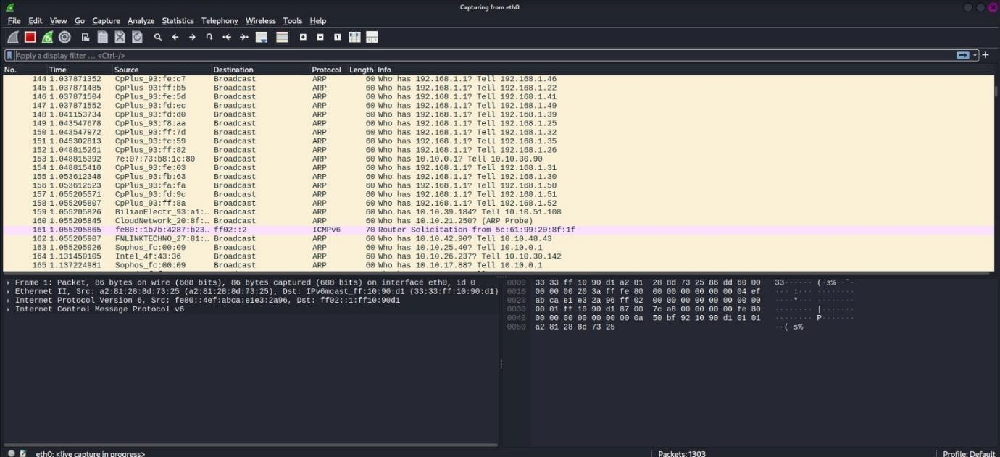 Capturing from eth0
File Edit View Go Capture Analyze Statistics Telephony Wireless Tools Help
Apply a display filter ... <Ctrl-/>
No. Time Source Destination Protocol Length Info
144 1.037871352 CpPlus_93:fe:c7 Broadcast ARP 60 Who has 192.168.1.1? Tell 192.168.1.46
145 1.037871485 CpPlus_93:ff:b5 Broadcast ARP 60 Who has 192.168.1.1? Tell 192.168.1.22
146 1.037871504 CpPlus_93:fe:5d Broadcast ARP 60 Who has 192.168.1.1? Tell 192.168.1.41
147 1.037871552 CpPlus_93:fd:ec Broadcast ARP 60 Who has 192.168.1.1? Tell 192.168.1.49
148 1.041153734 CpPlus_93:fd:d0 Broadcast ARP 60 Who has 192.168.1.1? Tell 192.168.1.39
149 1.043547678 CpPlus_93:f8:aa Broadcast ARP 60 Who has 192.168.1.1? Tell 192.168.1.25
150 1.043547972 CpPlus_93:ff:7d Broadcast ARP 60 Who has 192.168.1.1? Tell 192.168.1.32
151 1.045302813 CpPlus_93:fc:59 Broadcast ARP 60 Who has 192.168.1.1? Tell 192.168.1.35
152 1.048815261 CpPlus_93:ff:82 Broadcast ARP 60 Who has 192.168.1.1? Tell 192.168.1.26
153 1.048815392 7e:07:73:b8:1c:80 Broadcast ARP 60 Who has 10.10.0.1? Tell 10.10.30.90
154 1.048815410 CpPlus_93:fe:03 Broadcast ARP 60 Who has 192.168.1.1? Tell 192.168.1.31
155 1.053612348 CpPlus_93:fb:63 Broadcast ARP 60 Who has 192.168.1.1? Tell 192.168.1.30
156 1.053612523 CpPlus_93:fa:fa Broadcast ARP 60 Who has 192.168.1.1? Tell 192.168.1.50
157 1.055205571 CpPlus_93:fd:9c Broadcast ARP 60 Who has 192.168.1.1? Tell 192.168.1.51
158 1.055205807 CpPlus_93:ff:8a Broadcast ARP 60 Who has 192.168.1.1? Tell 192.168.1.52
159 1.055205826 BilianElectr_93:a1:… Broadcast ARP 60 Who has 10.10.39.184? Tell 10.10.51.108
160 1.055205845 CloudNetwork_20:8f:… Broadcast ARP 60 Who has 10.10.21.250? (ARP Probe)
161 1.055205865 fe80::1b7b:4287:b23… ff02::2 ICMPv6 70 Router Solicitation from 5c:61:99:20:8f:1f
162 1.055205907 FNLINKTECHNO_27:81:… Broadcast ARP 60 Who has 10.10.42.90? Tell 10.10.48.43
163 1.055205926 Sophos_fc:00:09 Broadcast ARP 60 Who has 10.10.25.40? Tell 10.10.0.1
164 1.131450105 Intel_4f:43:36 Broadcast ARP 60 Who has 10.10.26.237? Tell 10.10.30.142
165 1.137224981 Sophos_fc:00:09 Broadcast ARP 60 Who has 10.10.17.88? Tell 10.10.0.1
Frame 1: Packet, 86 bytes on wire (688 bits), 86 bytes captured (688 bits) on interface eth0, id 0
Ethernet II, Src: a2:81:28:8d:73:25 (a2:81:28:8d:73:25), Dst: IPv6mcast_ff:10:90:d1 (33:33:ff:10:90:d1)
Internet Protocol Version 6, Src: fe80::4ef:abca:e1e3:2a96, Dst: ff02::1:ff10:90d1
Internet Control Message Protocol v6
0000 33 33 ff 10 90 d1 a2 81 28 8d 73 25 86 dd 60 00 33······ (·s%··`·
0010 00 00 00 20 3a ff fe 80 00 00 00 00 00 00 04 ef ··· :··· ········
0020 ab ca e1 e3 2a 96 ff 02 00 00 00 00 00 00 00 00 ····*··· ········
0030 00 01 ff 10 90 d1 87 00 7c a8 00 00 00 00 fe 80 ········ |·······
0040 00 00 00 00 00 00 00 0a 50 bf 92 10 90 d1 01 01 ········ P·······
0050 a2 81 28 8d 73 25 ··(·s%
eth0: <live capture in progress> Packets: 1303 Profile: Default